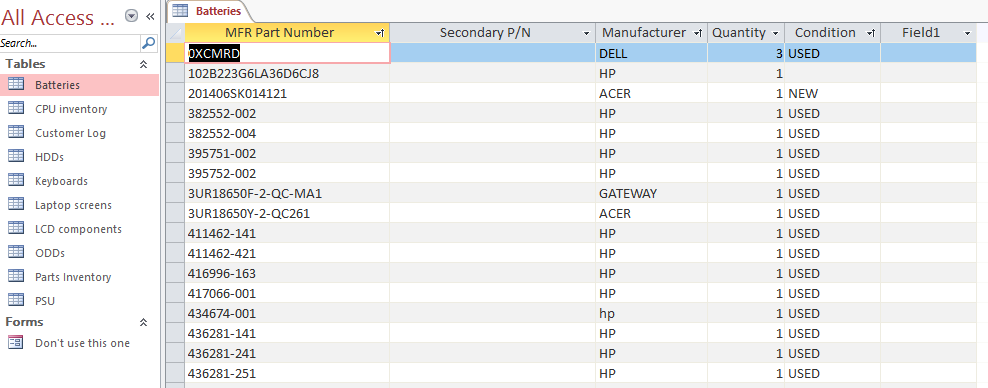 All Access ...
Search...
Tables
Batteries
CPU inventory
Customer Log
HDDs
Keyboards
Laptop screens
LCD components
ODDs
Parts Inventory
PSU
Forms
Don't use this one
Batteries
MFR Part Number Secondary P/N Manufacturer Quantity Condition Field1
0XCMRD DELL 3 USED
102B223G6LA36D6CJ8 HP 1
201406SK014121 ACER 1 NEW
382552-002 HP 1 USED
382552-004 HP 1 USED
395751-002 HP 1 USED
395752-002 HP 1 USED
3UR18650F-2-QC-MA1 GATEWAY 1 USED
3UR18650Y-2-QC261 ACER 1 USED
411462-141 HP 1 USED
411462-421 HP 1 USED
416996-163 HP 1 USED
417066-001 HP 1 USED
434674-001 hp 1 USED
436281-141 HP 1 USED
436281-241 HP 1 USED
436281-251 HP 1 USED